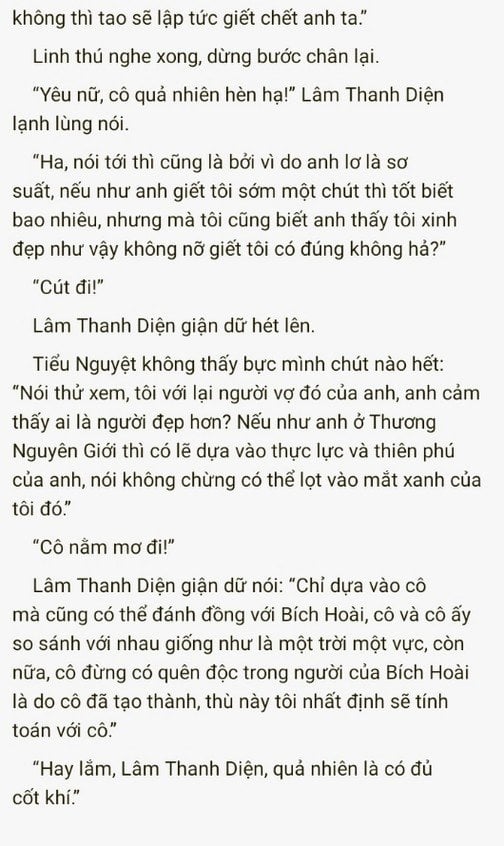 không thì tao sẽ lập tức giết chết anh ta.”
Linh thú nghe xong, dừng bước chân lại.
“Yêu nữ, cô quả nhiên hèn hạ!” Lâm Thanh Diện
lạnh lùng nói.
“Ha, nói tới thì cũng là bởi vì do anh lơ là sơ
suất, nếu như anh giết tôi sớm một chút thì tốt biết
bao nhiêu, nhưng mà tôi cũng biết anh thấy tôi xinh
đẹp như vậy không nỡ giết tôi có đúng không hả?”
“Cút đi!”
Lâm Thanh Diện giận dữ hét lên.
Tiểu Nguyệt không thấy bực mình chút nào hết:
“Nói thử xem, tôi với lại người vợ đó của anh, anh cảm
thấy ai là người đẹp hơn? Nếu như anh ở Thương
Nguyên Giới thì có lẽ dựa vào thực lực và thiên phú
của anh, nói không chừng có thể lọt vào mắt xanh của
tôi đó.”
“Cô nằm mơ đi!”
Lâm Thanh Diện giận dữ nói: “Chỉ dựa vào cô
mà cũng có thể đánh đồng với Bích Hoài, cô và cô ấy
so sánh với nhau giống như là một trời một vực, còn
nữa, cô đừng có quên độc trong người của Bích Hoài
là do cô đã tạo thành, thù này tôi nhất định sẽ tính
toán với cô.”
“Hay lắm, Lâm Thanh Diện, quả nhiên là có đủ
cốt khí.”